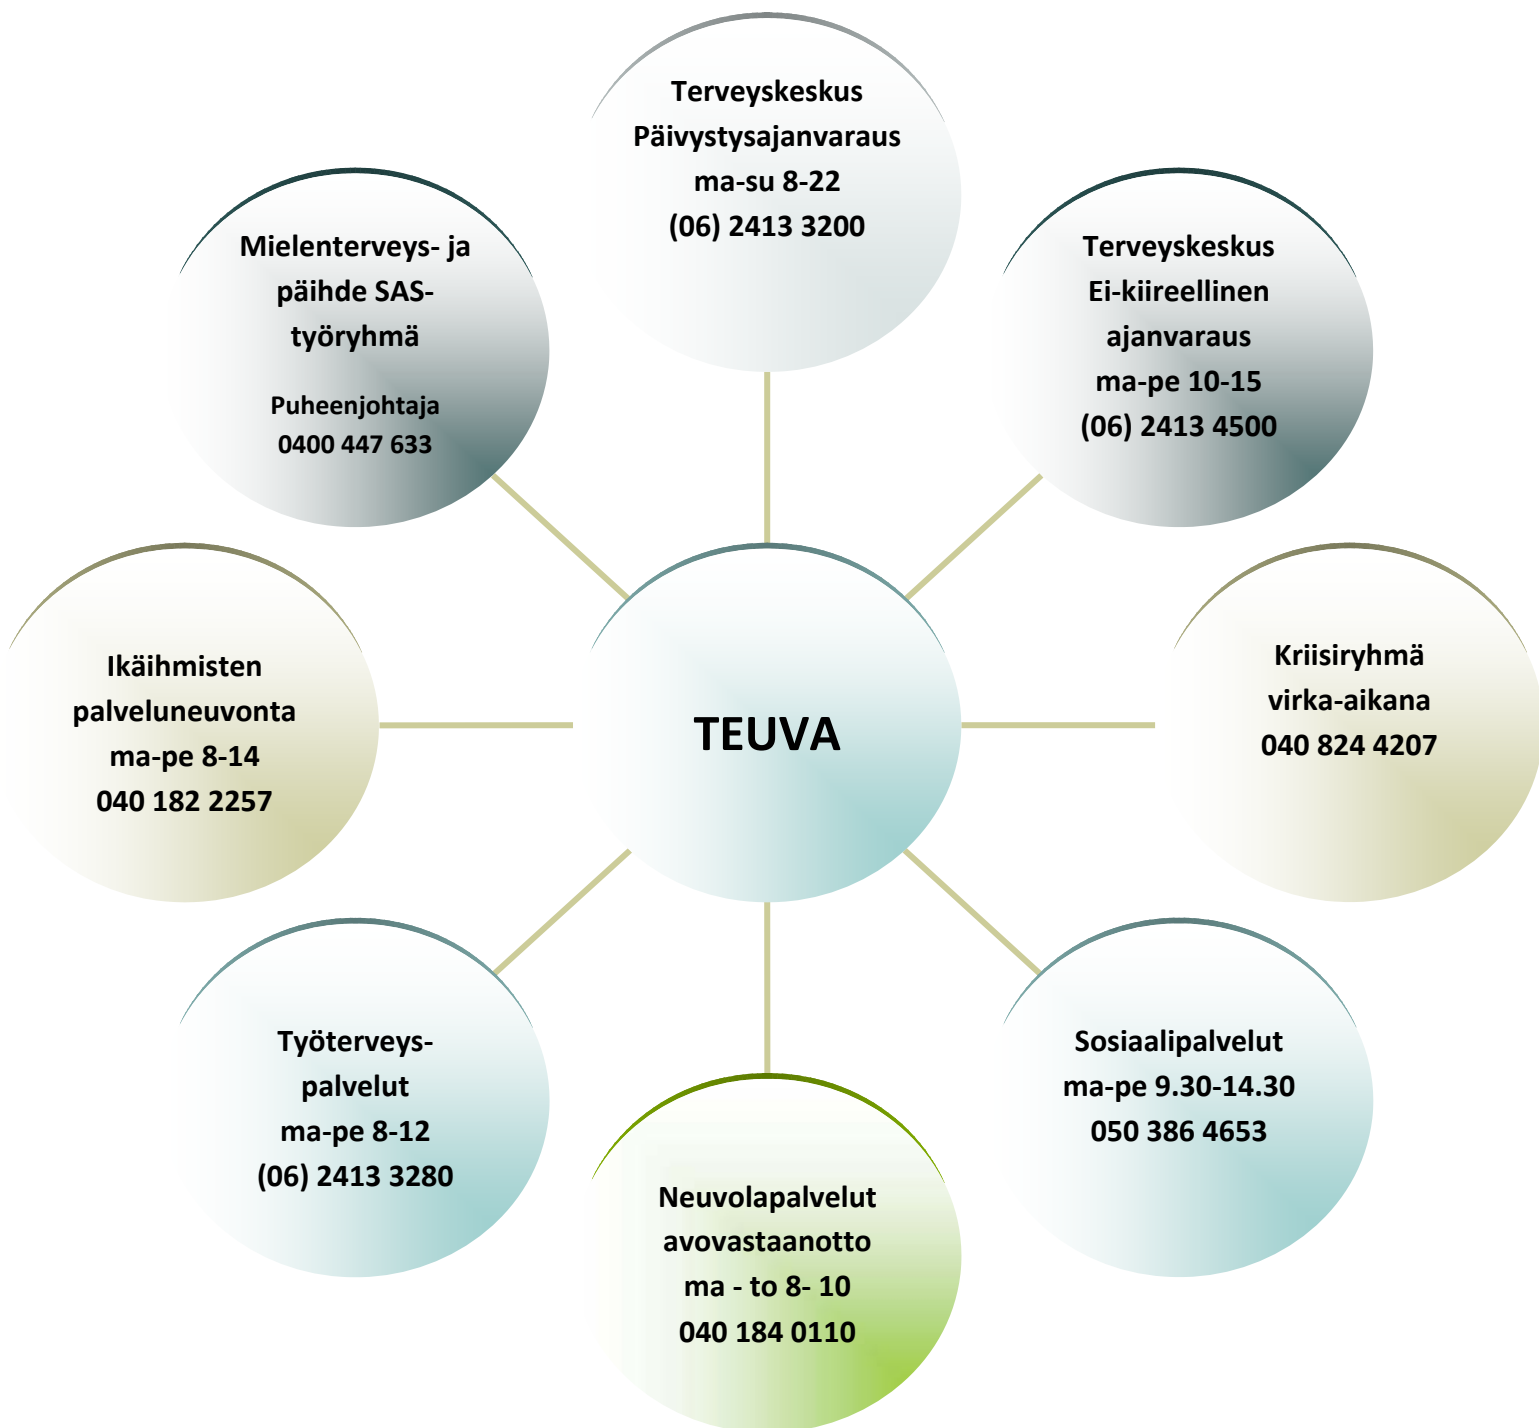 Terveyskeskus
Päivystysajanvaraus
ma-su 8-22
(06) 2413 3200
Mielenterveys- ja
päihde SAS-
työryhmä
Puheenjohtaja
0400 447 633
Terveyskeskus
Ei-kiireellinen
ajanvaraus
ma-pe 10-15
(06) 2413 4500
Ikäihmisten
palveluneuvonta
ma-pe 8-14
040 182 2257
TEUVA
Kriisiryhmä
virka-aikana
040 824 4207
Työterveys-
palvelut
ma-pe 8-12
(06) 2413 3280
Sosiaalipalvelut
ma-pe 9.30-14.30
050 386 4653
Neuvolapalvelut
avovastaanotto
ma - to 8- 10
040 184 0110